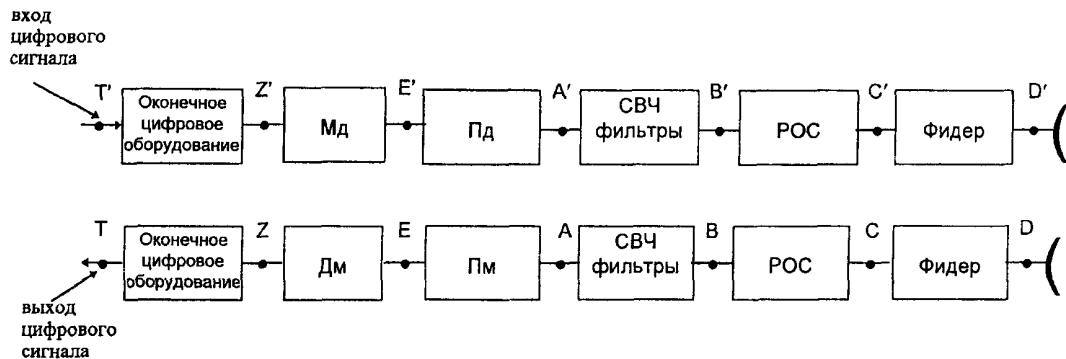 вход
цифрового
сигнала
T' Z' E' A' B' C' D'
Оконечное
цифровое
оборудование
Мд
Пд
СВЧ
фильтры
РОС
Фидер
T Z E A B C D
Оконечное
цифровое
оборудование
Дм
Пм
СВЧ
фильтры
РОС
Фидер
выход
цифрового
сигнала